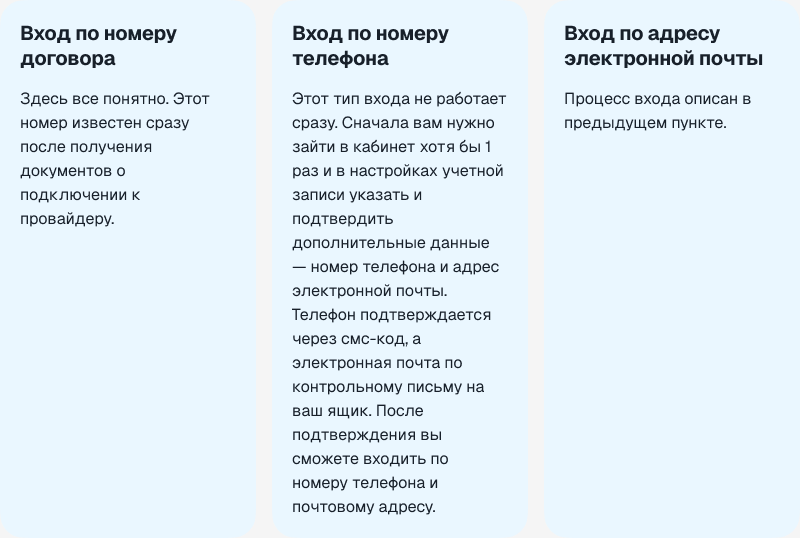 Вход по номеру
договора
Здесь все понятно. Этот
номер известен сразу
после получения
документов о
подключении к
провайдеру.
Вход по номеру
телефона
Этот тип входа не работает
сразу. Сначала вам нужно
зайти в кабинет хотя бы 1
раз и в настройках учетной
записи указать и
подтвердить
дополнительные данные
— номер телефона и адрес
электронной почты.
Телефон подтверждается
через смс-код, а
электронная почта по
контрольному письму на
ваш ящик. После
подтверждения вы
сможете входить по
номеру телефона и
почтовому адресу.
Вход по адресу
электронной почты
Процесс входа описан в
предыдущем пункте.